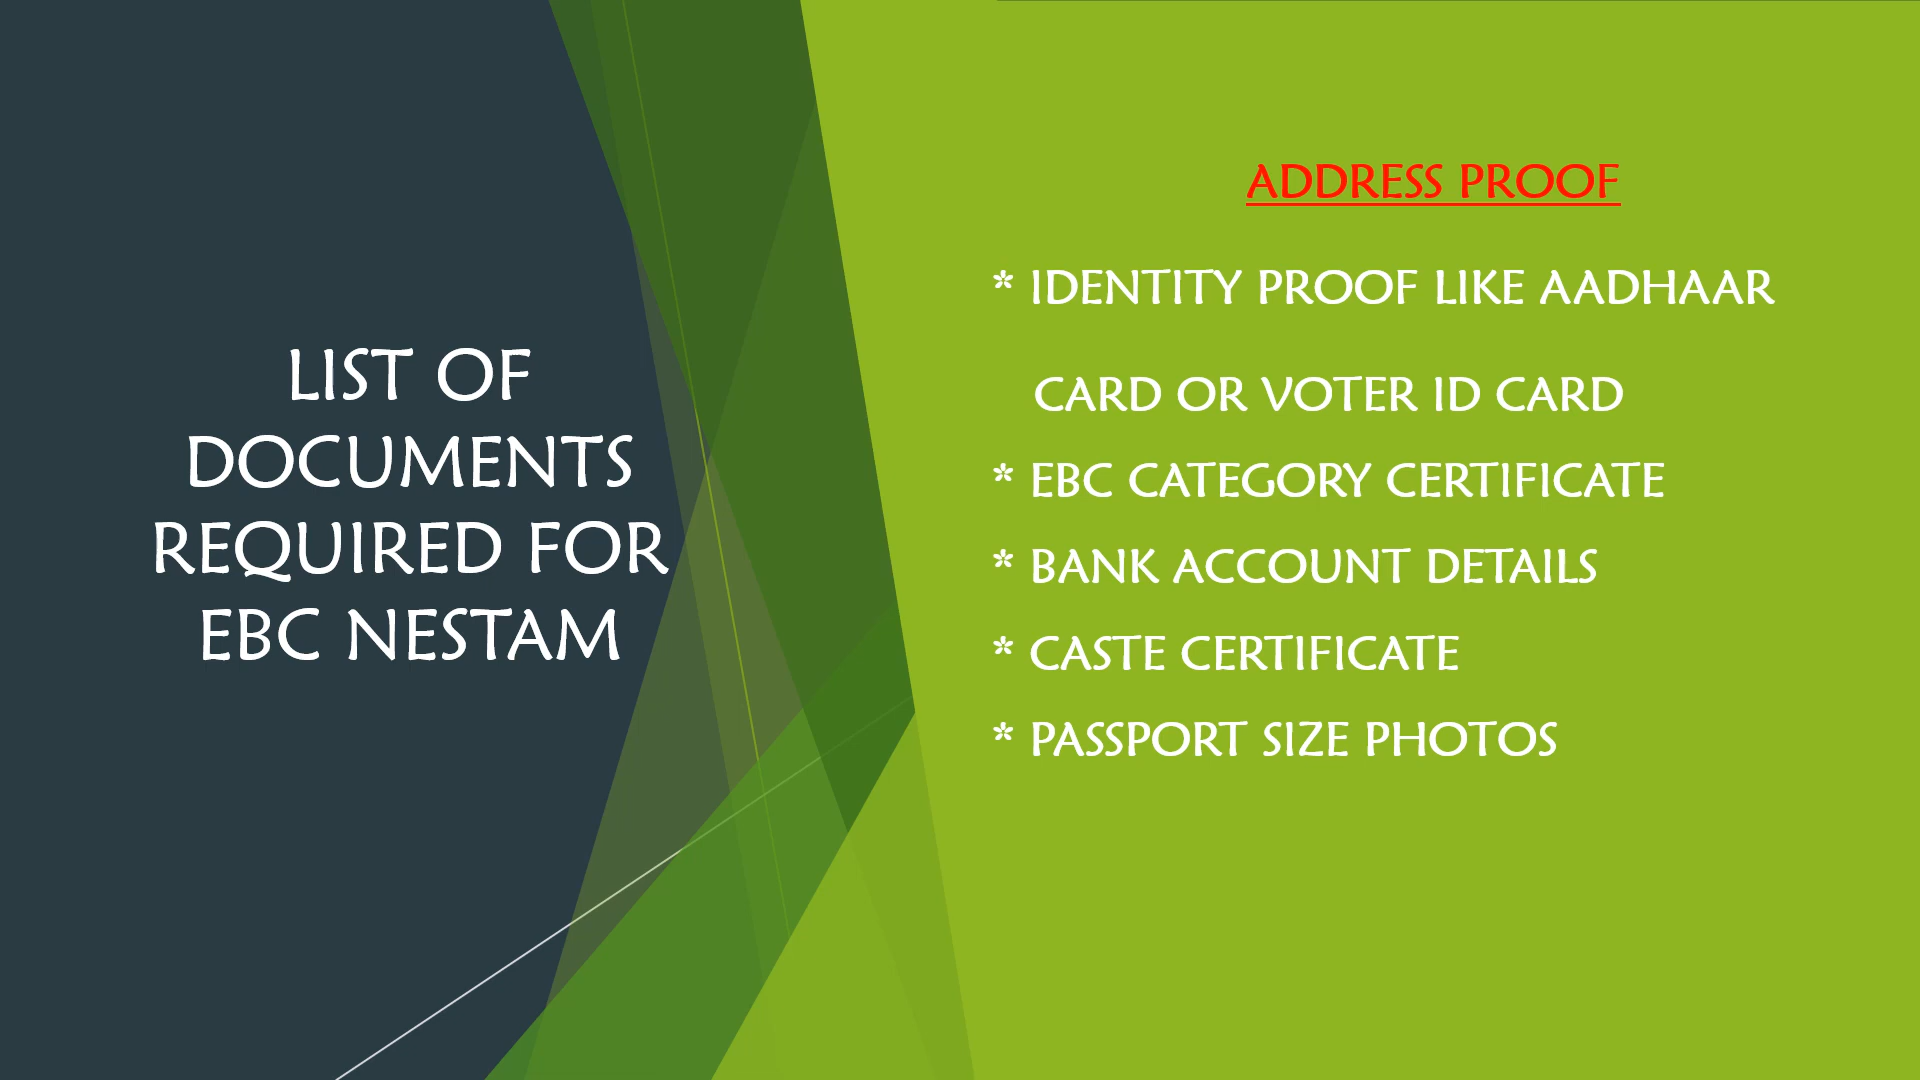 LIST OF
DOCUMENTS
REQUIRED FOR
EBC NESTAM
ADDRESS PROOF
* IDENTITY PROOF LIKE AADHAAR
CARD OR VOTER ID CARD
* EBC CATEGORY CERTIFICATE
* BANK ACCOUNT DETAILS
* CASTE CERTIFICATE
* PASSPORT SIZE PHOTOS